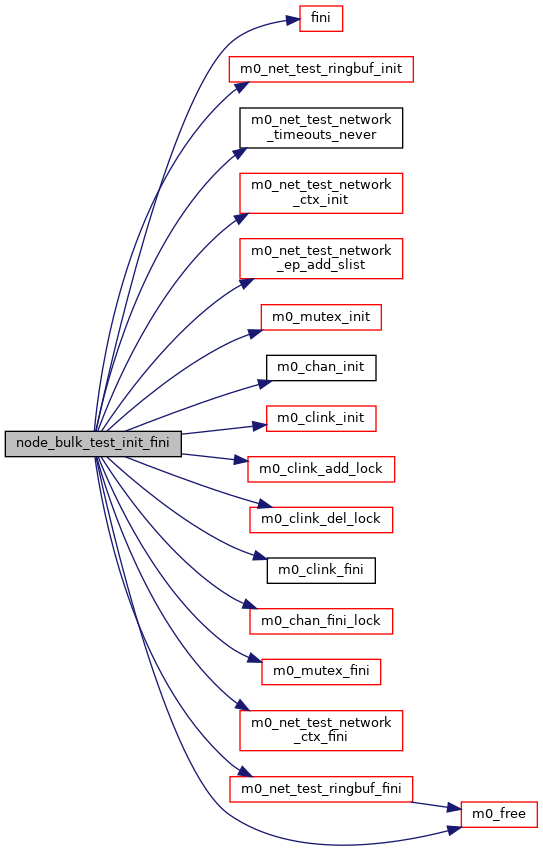 fini
m0_net_test_ringbuf_init
m0_net_test_network
_timeouts_never
m0_net_test_network
_ctx_init
m0_net_test_network
_ep_add_slist
m0_mutex_init
m0_chan_init
m0_clink_init
node_bulk_test_init_fini
m0_clink_add_lock
m0_clink_del_lock
m0_clink_fini
m0_chan_fini_lock
m0_mutex_fini
m0_net_test_network
_ctx_fini
m0_net_test_ringbuf_fini
m0_free